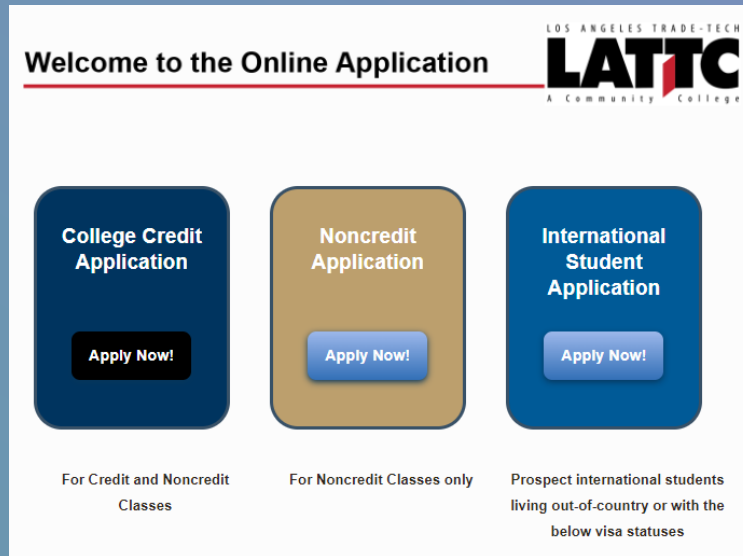 LOS ANGELES TRADE-TECH
Welcome to the Online Application
LATTC
A Community College
College Credit
Application
Apply Now!
Noncredit
Application
Apply Now!
International
Student
Application
Apply Now!
For Credit and Noncredit
Classes
For Noncredit Classes only
Prospect international students
living out-of-country or with the
below visa statuses